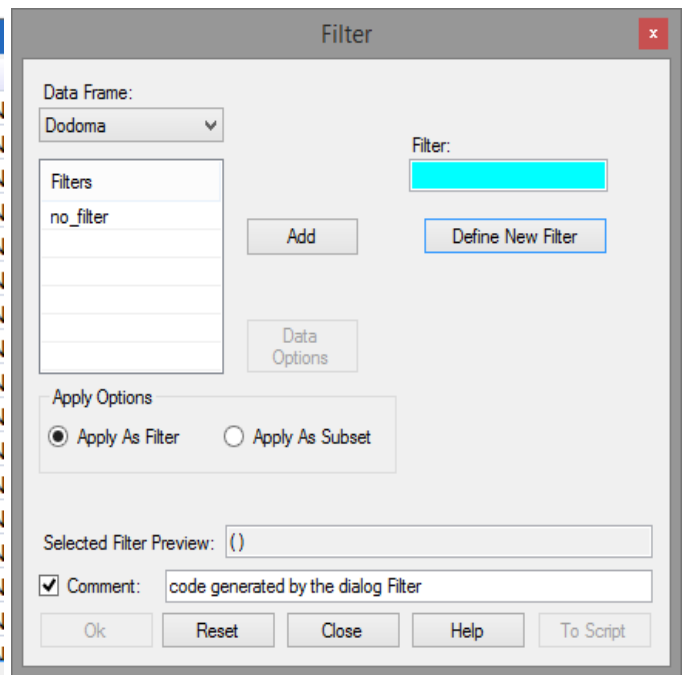 Filter
x
Data Frame:
Dodoma
Filter:
Filters
no_filter
Add
Define New Filter
Data
Options
Apply Options
Apply As Filter
Apply As Subset
Selected Filter Preview: ()
Comment: code generated by the dialog Filter
Ok Reset Close Help To Script